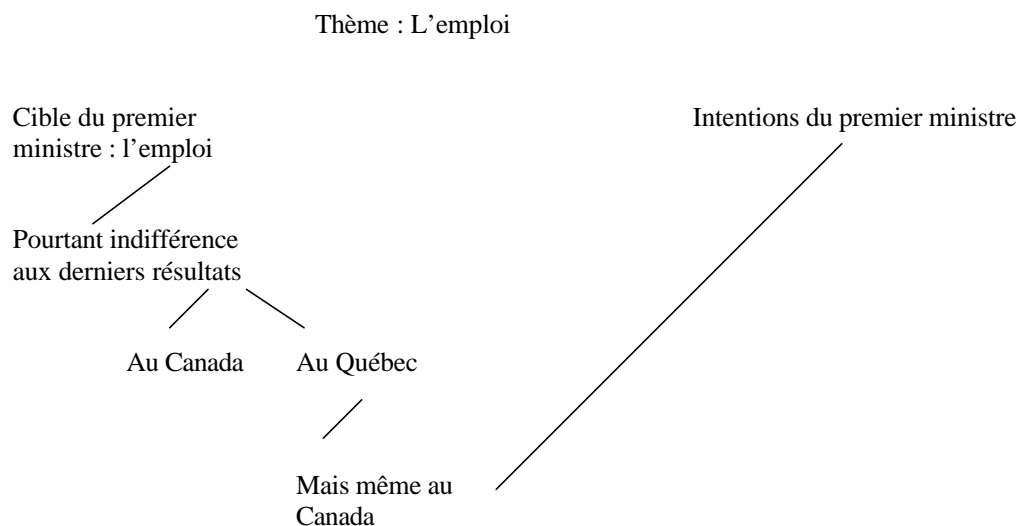 Thème : L’emploi
Cible du premier
ministre : l’emploi
Intentions du premier ministre
Pourtant indifférence
aux derniers résultats
Au Canada
Au Québec
Mais même au
Canada